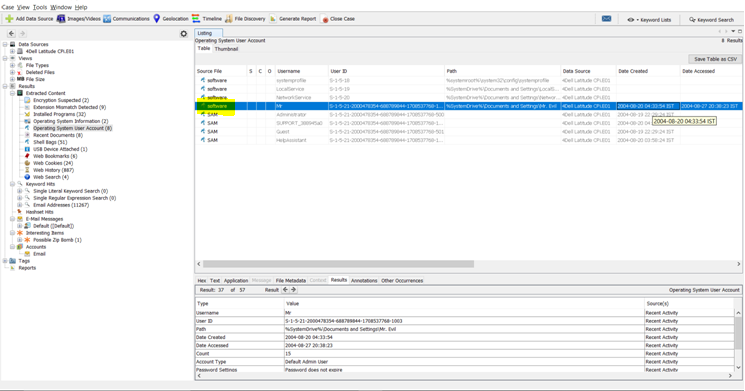 Case View Tools Window Help
Add Data Source Images/Videos Communications Geolocation Timeline File Discovery Generate Report Close Case Keyword Lists Keyword Search
Data Sources
4Dell Latitude CPi.E01
Views
File Types
Deleted Files
MB File Size
Results
Extracted Content
Encryption Suspected (2)
Extension Mismatch Detected (9)
Installed Programs (32)
Operating System Information (2)
Operating System User Account (8)
Recent Documents (8)
Shell Bags (51)
USB Device Attached (1)
Web Bookmarks (6)
Web Cookies (24)
Web History (887)
Web Search (4)
Keyword Hits
Single Literal Keyword Search (0)
Single Regular Expression Search (0)
Email Addresses (11267)
Hashset Hits
E-Mail Messages
Default ([Default])
Interesting Items
Possible Zip Bomb (1)
Accounts
Email
Tags
Reports
Listing
Operating System User Account 8 Results
Table Thumbnail
Save Table as CSV
Source File S C O Username User ID Path Data Source Date Created Date Accessed
software systemprofile S-1-5-18 %systemroot%\system32\config\systemprofile 4Dell Latitude CPi.E01
software LocalService S-1-5-19 %SystemDrive%\Documents and Settings\LocalS... 4Dell Latitude CPi.E01
software NetworkService S-1-5-20 %SystemDrive%\Documents and Settings\Networ... 4Dell Latitude CPi.E01
software Mr S-1-5-21-2000478354-688789844-1708537768-1... %SystemDrive%\Documents and Settings\Mr. Evil 4Dell Latitude CPi.E01 2004-08-20 04:33:54 IST 2004-08-27 20:38:23 IST
SAM Administrator S-1-5-21-2000478354-688789844-1708537768-500 4Dell Latitude CPi.E01 2004-08-19 22:29:24 IST
2004-08-20 04:33:54 IST
SAM SUPPORT_388945a0 S-1-5-21-2000478354-688789844-1708537768-1... 4Dell Latitude CPi.E01
SAM Guest S-1-5-21-2000478354-688789844-1708537768-501 4Dell Latitude CPi.E01 2004-08-19 22:29:24 IST
SAM HelpAssistant S-1-5-21-2000478354-688789844-1708537768-1... 4Dell Latitude CPi.E01 2004-08-20 03:58:24 IST
Hex Text Application Message File Metadata Context Results Annotations Other Occurrences
Result: 37 of 57 Result Operating System User Account
Type Value Source(s)
Username Mr Recent Activity
User ID S-1-5-21-2000478354-688789844-1708537768-1003 Recent Activity
Path %SystemDrive%\Documents and Settings\Mr. Evil Recent Activity
Date Created 2004-08-20 04:33:54 Recent Activity
Date Accessed 2004-08-27 20:38:23 Recent Activity
Count 15 Recent Activity
Account Type Default Admin User Recent Activity
Password Settings Password does not expire Recent Activity